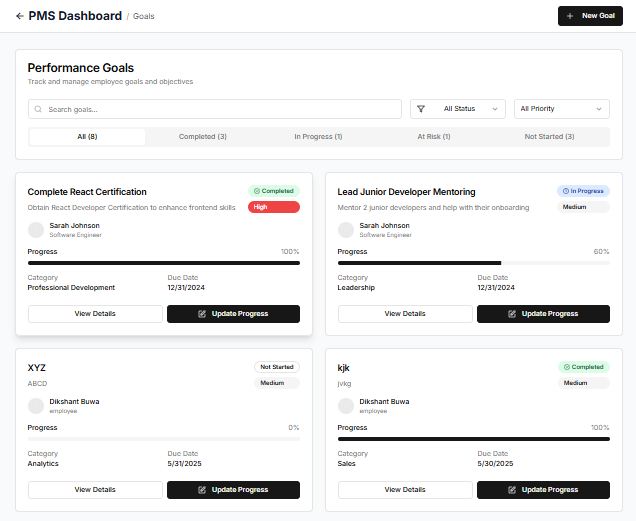 PMS Dashboard / Goals
New Goal
Performance Goals
Track and manage employee goals and objectives
Search goals...
All Status
All Priority
All (8)
Completed (3)
In Progress (1)
At Risk (1)
Not Started (3)
Complete React Certification
Completed
Obtain React Developer Certification to enhance frontend skills
High
Sarah Johnson
Software Engineer
Progress 100%
Category Due Date
Professional Development 12/31/2024
View Details
Update Progress
Lead Junior Developer Mentoring
In Progress
Mentor 2 junior developers and help with their onboarding
Medium
Sarah Johnson
Software Engineer
Progress 60%
Category Due Date
Leadership 12/31/2024
View Details
Update Progress
XYZ
Not Started
ABCD
Medium
Dikshant Buwa
employee
Progress 0%
Category Due Date
Analytics 5/31/2025
View Details
Update Progress
kjk
Completed
jvkg
Medium
Dikshant Buwa
employee
Progress 100%
Category Due Date
Sales 5/30/2025
View Details
Update Progress